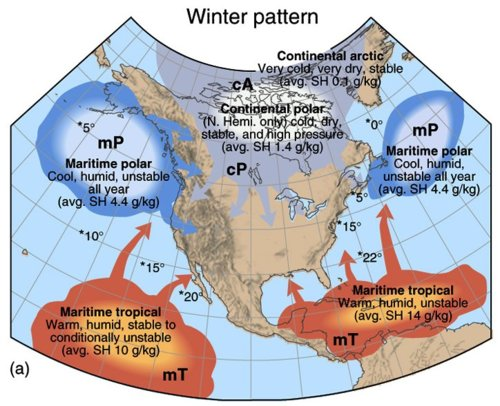 Winter pattern
Continental arctic
Very cold, very dry, stable
(avg. SH 0.1 g/kg)
cA
Continental polar
(N. Hemi. only) cold, dry,
stable, and high pressure
(avg. SH 1.4 g/kg)
cP
*5°
mP
Maritime polar
Cool, humid, unstable
all year
(avg. SH 4.4 g/kg)
*0°
mP
Maritime polar
Cool, humid, unstable
all year
(avg. SH 4.4 g/kg)
*5°
*10°
*15°
*15°
*22°
*20°
Maritime tropical
Warm, humid, stable to
conditionally unstable
(avg. SH 10 g/kg)
mT
Maritime tropical
Warm, humid, unstable
(avg. SH 14 g/kg)
mT
(a)